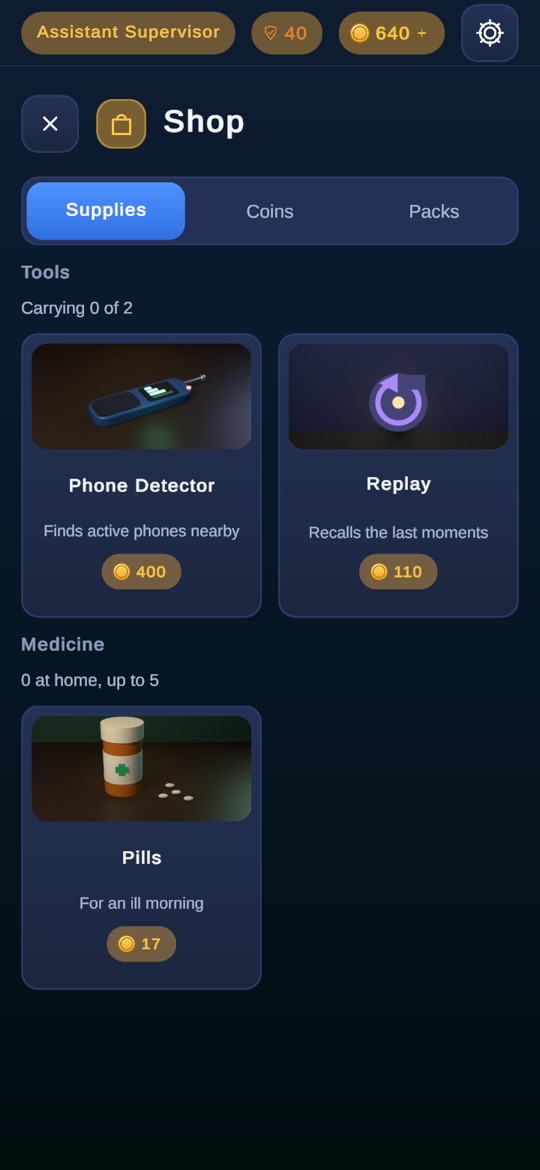 Assistant Supervisor
40
640 +
Shop
Supplies
Coins
Packs
Tools
Carrying 0 of 2
Phone Detector
Finds active phones nearby
400
Replay
Recalls the last moments
110
Medicine
0 at home, up to 5
Pills
For an ill morning
17